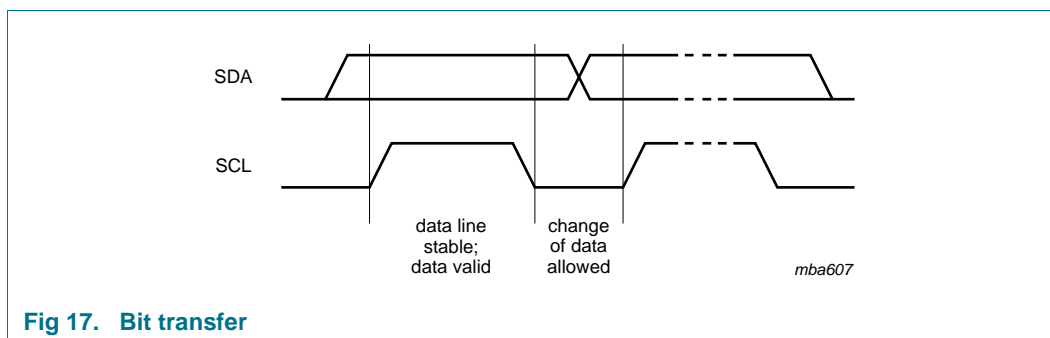 SDA
SCL
data line
stable;
data valid
change
of data
allowed
mba607
Fig 17. Bit transfer